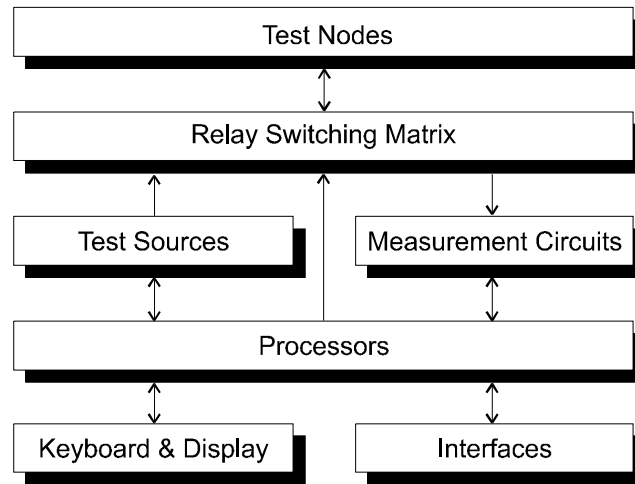 Test Nodes
Relay Switching Matrix
Test Sources
Measurement Circuits
Processors
Keyboard & Display
Interfaces